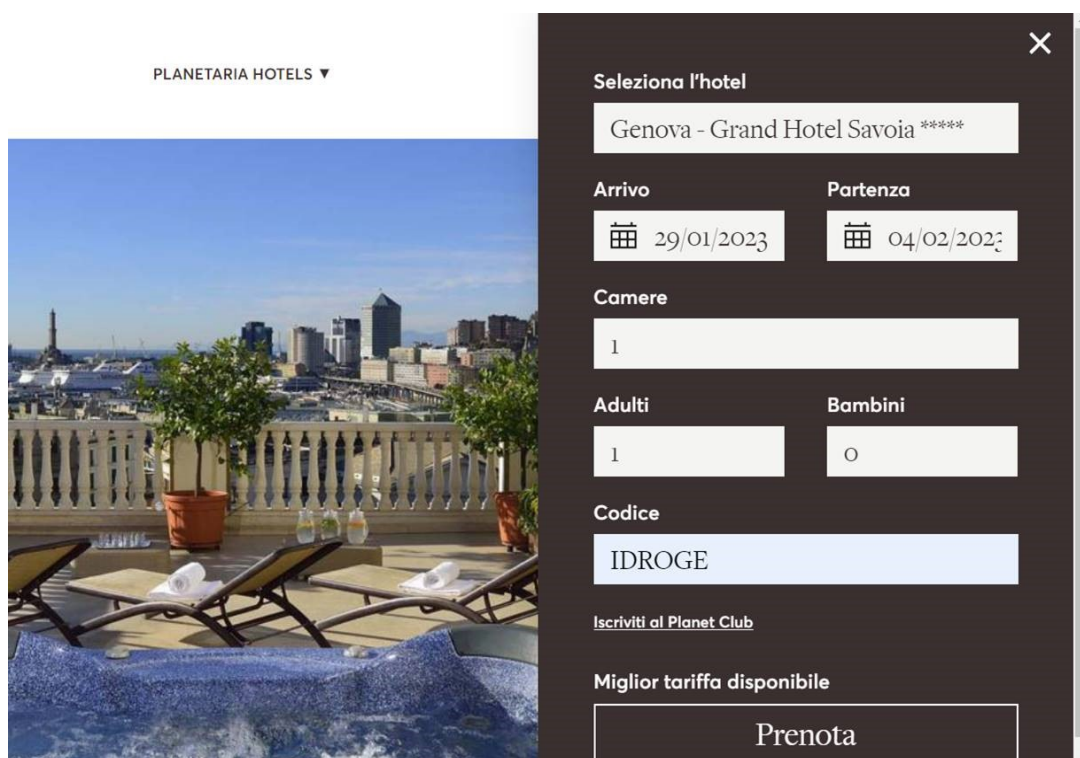 PLANETARIA HOTELS ▼
Seleziona l'hotel
Genova - Grand Hotel Savoia *****
Arrivo
Partenza
29/01/2023
04/02/2023
Camere
1
Adulti
Bambini
1
0
Codice
IDROGE
Iscriviti al Planet Club
Miglior tariffa disponibile
Prenota